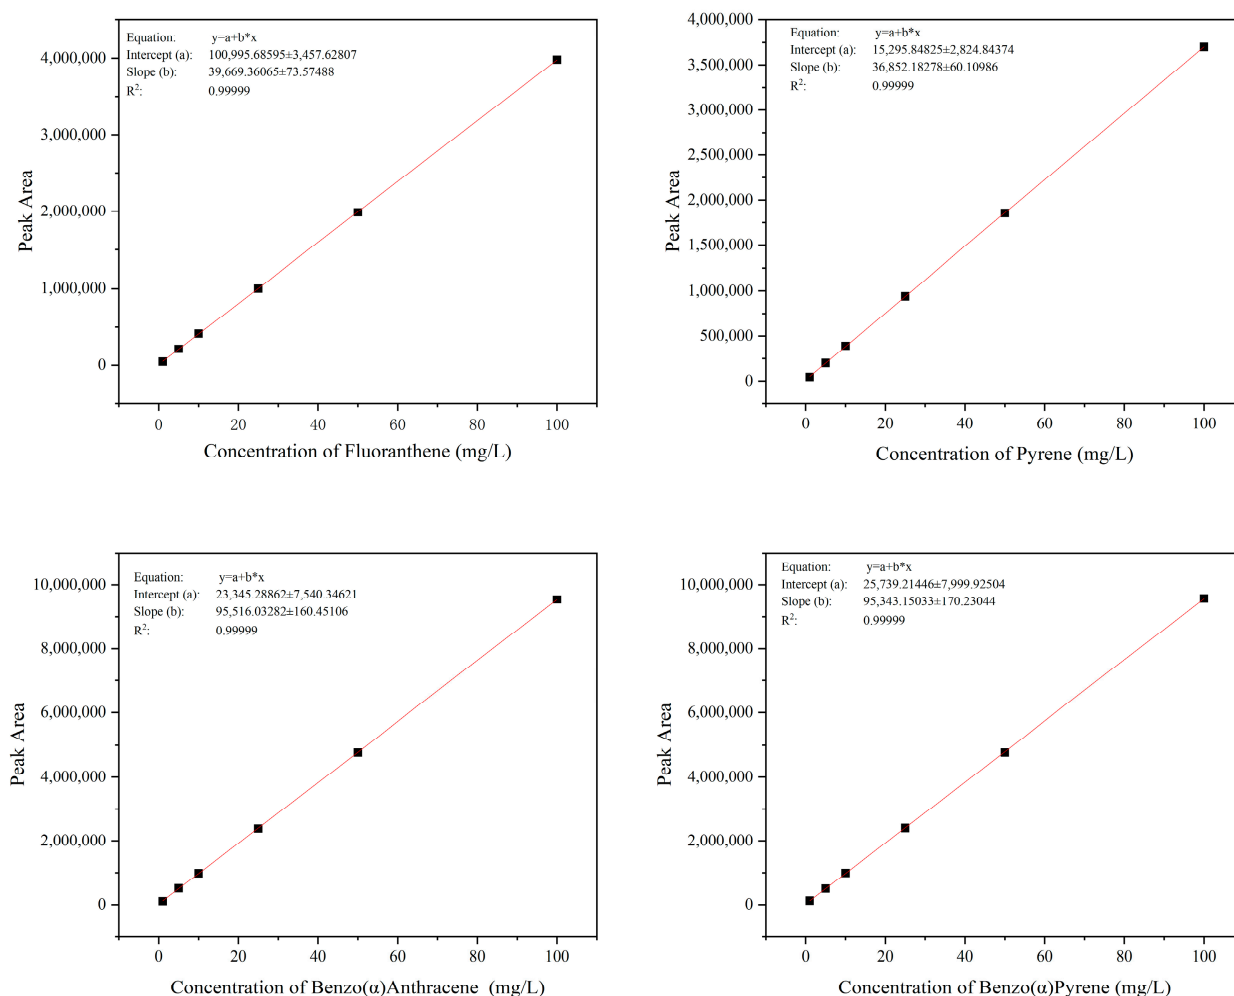 Equation: y=a+b*x
Intercept (a): 100,995.68595±3,457.62807
Slope (b): 39,669.36065±73.57488
R²: 0.99999
4,000,000
3,000,000
2,000,000
1,000,000
0
Peak Area
0 20 40 60 80 100
Concentration of Fluoranthene (mg/L)
Equation: y=a+b*x
Intercept (a): 15,295.84825±2,824.84374
Slope (b): 36,852.18278±60.10986
R²: 0.99999
4,000,000
3,500,000
3,000,000
2,500,000
2,000,000
1,500,000
1,000,000
500,000
0
Peak Area
0 20 40 60 80 100
Concentration of Pyrene (mg/L)
Equation: y=a+b*x
Intercept (a): 23,345.28862±7,540.34621
Slope (b): 95,516.03282±160.45106
R²: 0.99999
10,000,000
8,000,000
6,000,000
4,000,000
2,000,000
0
Peak Area
0 20 40 60 80 100
Concentration of Benzo(α)Anthracene (mg/L)
Equation: y=a+b*x
Intercept (a): 25,739.21446±7,999.92504
Slope (b): 95,343.15033±170.23044
R²: 0.99999
10,000,000
8,000,000
6,000,000
4,000,000
2,000,000
0
Peak Area
0 20 40 60 80 100
Concentration of Benzo(α)Pyrene (mg/L)